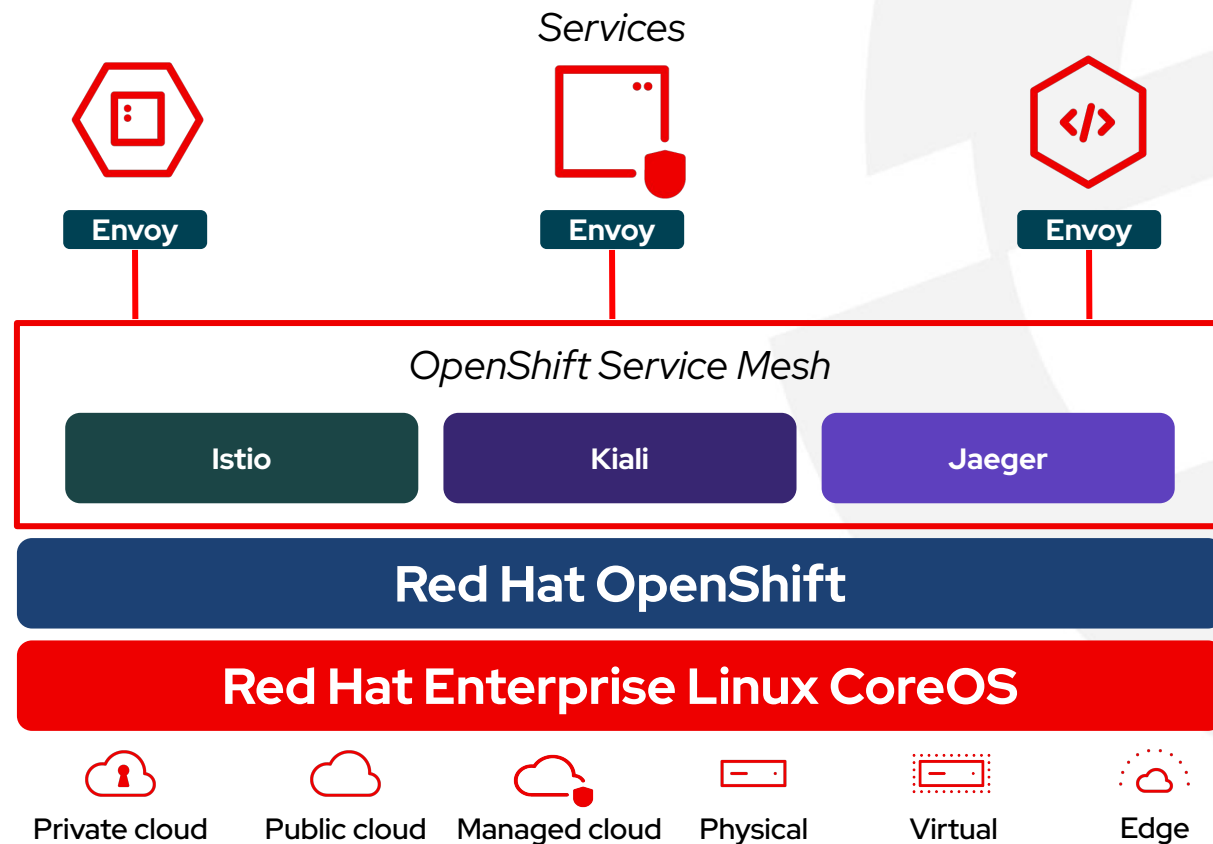 Services
Envoy
Envoy
Envoy
OpenShift Service Mesh
Istio
Kiali
Jaeger
Red Hat OpenShift
Red Hat Enterprise Linux CoreOS
Private cloud
Public cloud
Managed cloud
Physical
Virtual
Edge